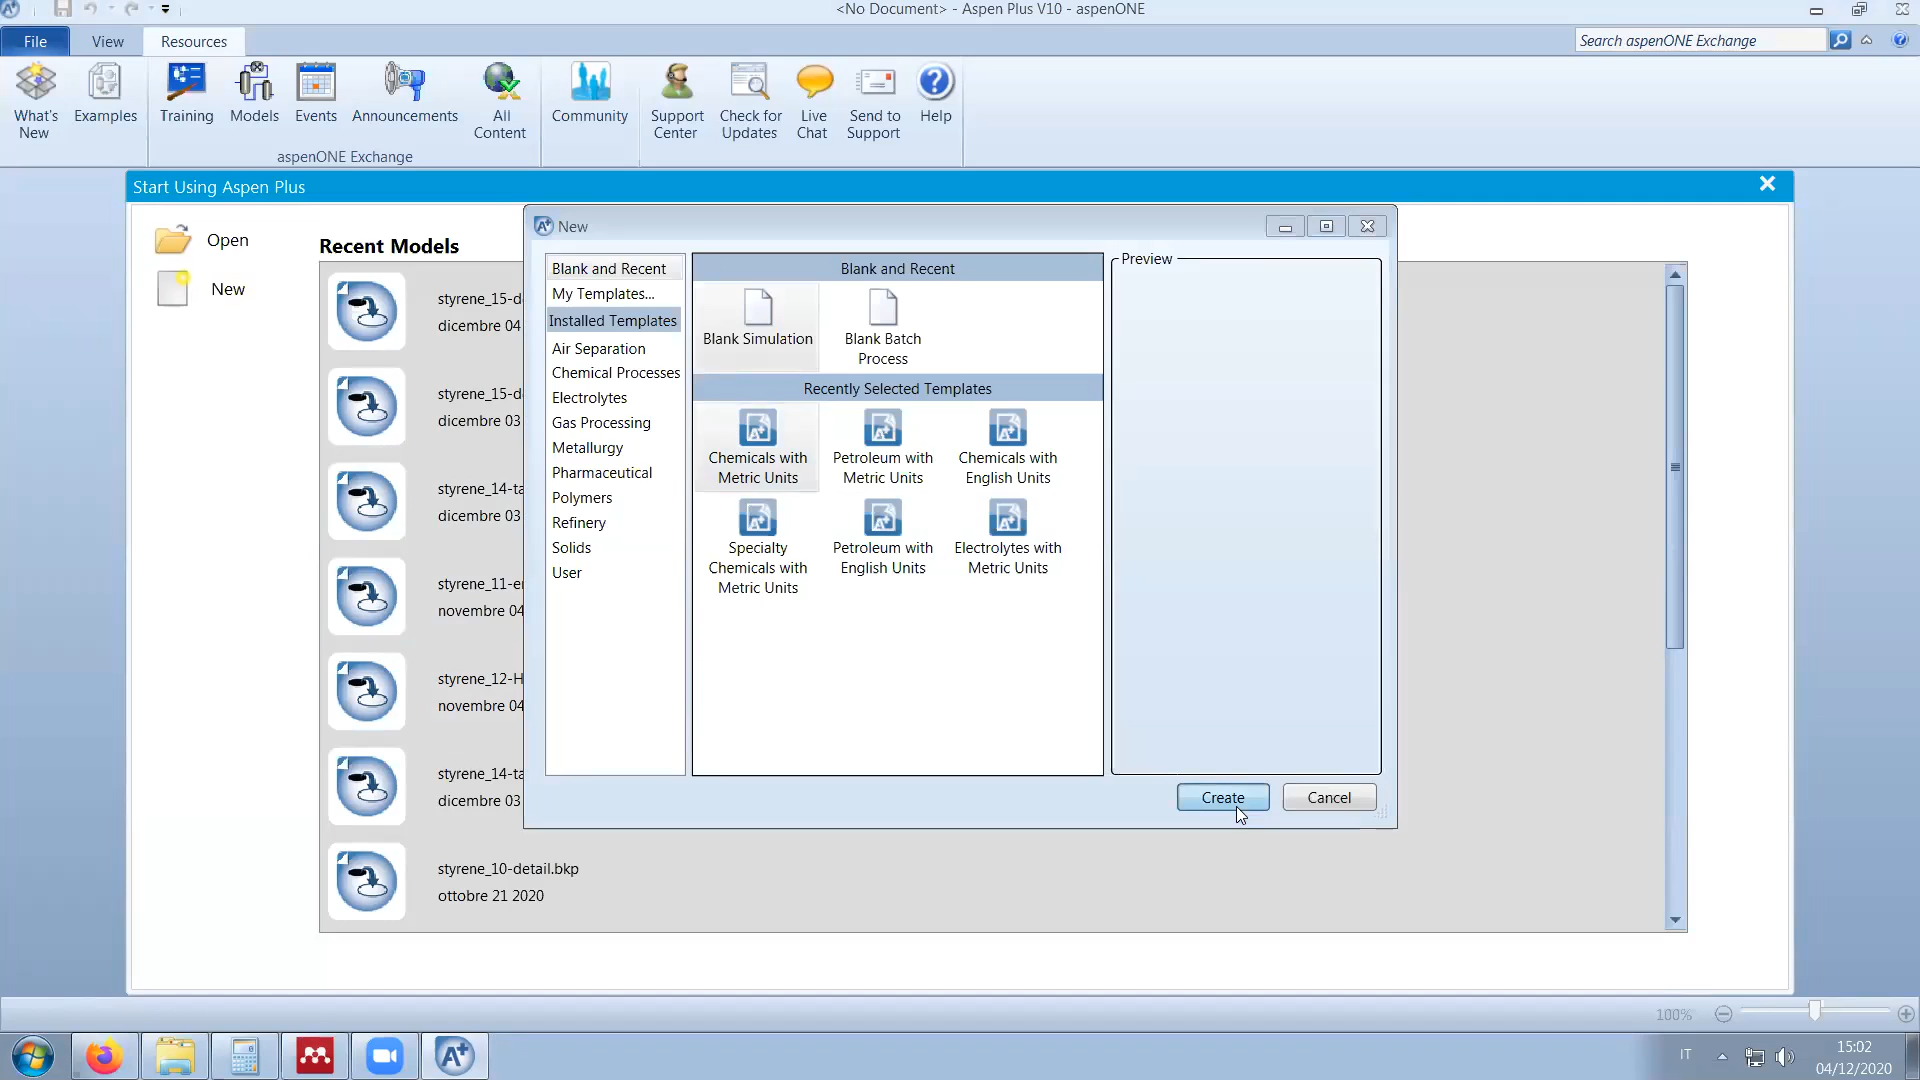 <No Document> - Aspen Plus V10 - aspenONE
File
View
Resources
Search aspenONE Exchange
What's
New
Examples
Training
Models
Events
Announcements
All
Content
Community
Support
Center
Check for
Updates
Live
Chat
Send to
Support
Help
aspenONE Exchange
Start Using Aspen Plus
Open
New
Recent Models
styrene_15-d
dicembre 04
styrene_15-d
dicembre 03
styrene_14-ta
dicembre 03
styrene_11-e
novembre 04
styrene_12-H
novembre 04
styrene_14-ta
dicembre 03
styrene_10-detail.bkp
ottobre 21 2020
New
Blank and Recent
My Templates...
Installed Templates
Air Separation
Chemical Processes
Electrolytes
Gas Processing
Metallurgy
Pharmaceutical
Polymers
Refinery
Solids
User
Blank and Recent
Blank Simulation
Blank Batch
Process
Recently Selected Templates
Chemicals with
Metric Units
Petroleum with
Metric Units
Chemicals with
English Units
Specialty
Chemicals with
Metric Units
Petroleum with
English Units
Electrolytes with
Metric Units
Preview
Create
Cancel
100%
IT
15:02
04/12/2020